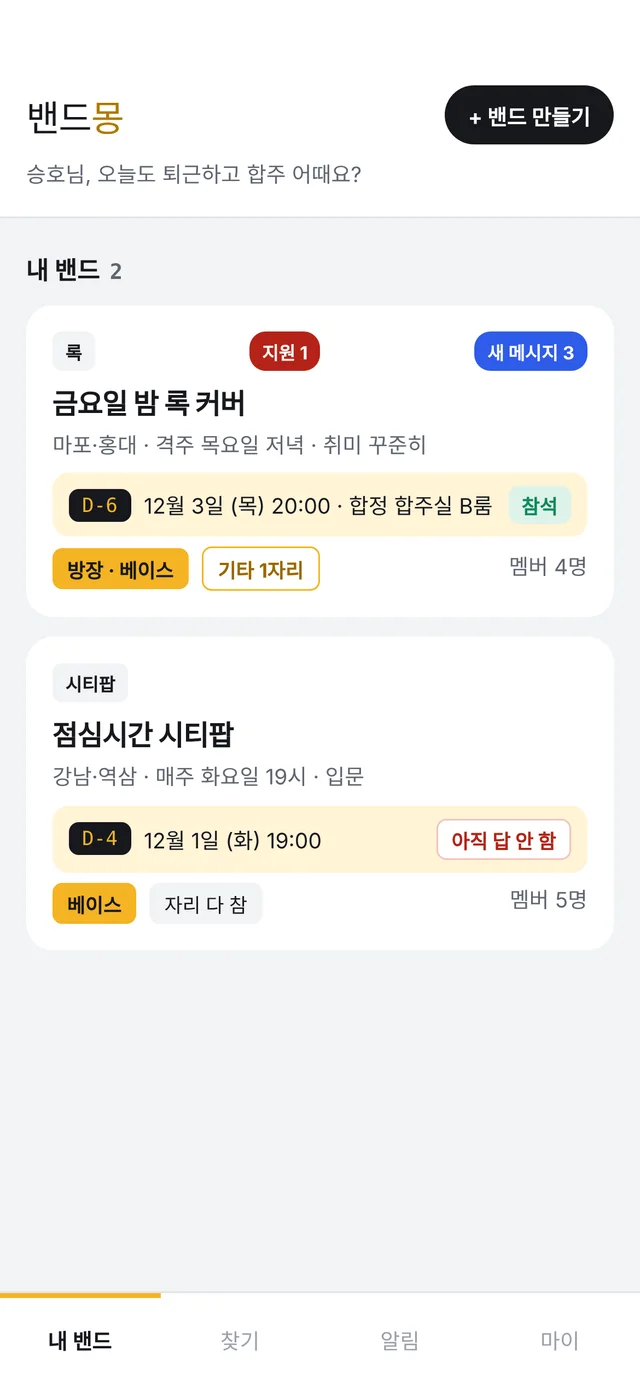 밴드몽
+ 밴드 만들기
승호님, 오늘도 퇴근하고 합주 어때요?
내 밴드 2
록 지원 1 새 메시지 3
금요일 밤 록 커버
마포·홍대 · 격주 목요일 저녁 · 취미 꾸준히
D-6 12월 3일 (목) 20:00 · 합정 합주실 B룸 참석
방장 · 베이스 기타 1자리 멤버 4명
시티팝
점심시간 시티팝
강남·역삼 · 매주 화요일 19시 · 입문
D-4 12월 1일 (화) 19:00 아직 답 안 함
베이스 자리 다 참 멤버 5명
내 밴드 찾기 알림 마이